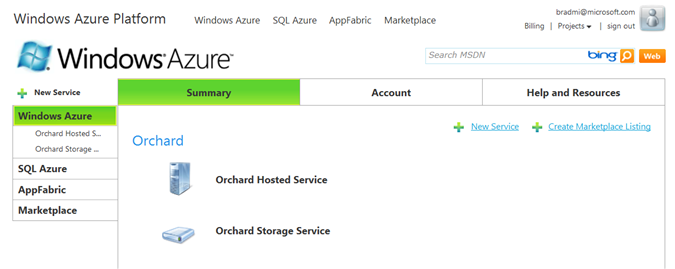 Windows Azure Platform Windows Azure SQL Azure AppFabric Marketplace
bradmi@microsoft.com
Billing | Projects | sign out
Windows Azure™
Search MSDN bing Web
New Service Summary Account Help and Resources
Windows Azure
Orchard Hosted S...
Orchard Storage ...
SQL Azure
AppFabric
Marketplace
New Service Create Marketplace Listing
Orchard
Orchard Hosted Service
Orchard Storage Service